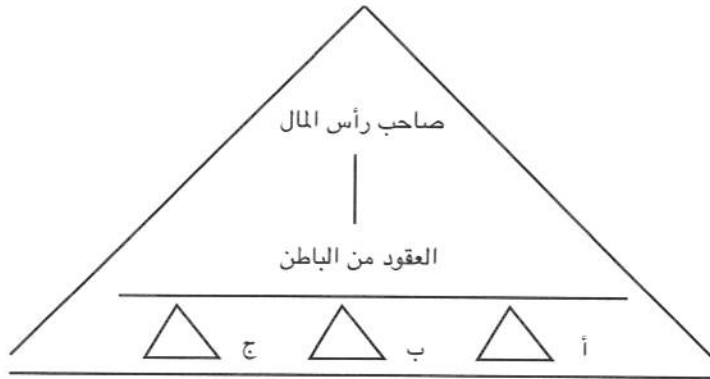 صاحب رأس المال
العقود من الباطن
أ ب ج